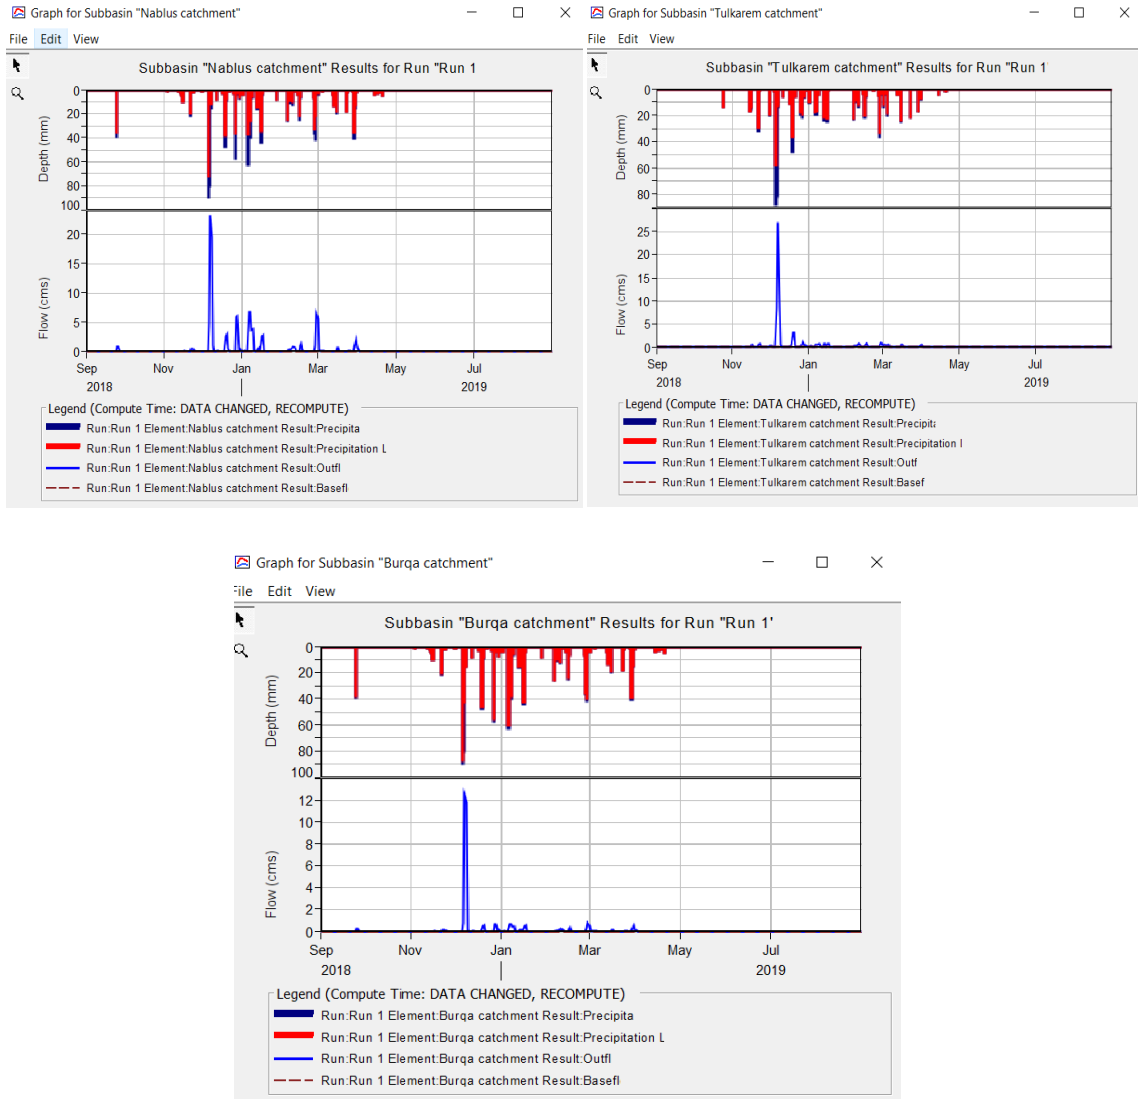 Graph for Subbasin "Nablus catchment"
File Edit View
Subbasin "Nablus catchment" Results for Run "Run 1
0
20
40
60
80
100
Depth (mm)
20
15
10
5
0
Flow (cms)
Sep Nov Jan Mar May Jul
2018 2019
Legend (Compute Time: DATA CHANGED, RECOMPUTE)
Run:Run 1 Element:Nablus catchment Result:Precipita
Run:Run 1 Element:Nablus catchment Result:Precipitation L
Run:Run 1 Element:Nablus catchment Result:Outfl
Run:Run 1 Element:Nablus catchment Result:Basefl
Graph for Subbasin "Tulkarem catchment"
File Edit View
Subbasin "Tulkarem catchment" Results for Run "Run 1
0
20
40
60
80
Depth (mm)
25
20
15
10
5
0
Flow (cms)
Sep Nov Jan Mar May Jul
2018 2019
Legend (Compute Time: DATA CHANGED, RECOMPUTE)
Run:Run 1 Element:Tulkarem catchment Result:Precipita
Run:Run 1 Element:Tulkarem catchment Result:Precipitation l
Run:Run 1 Element:Tulkarem catchment Result:Outf
Run:Run 1 Element:Tulkarem catchment Result:Basef
Graph for Subbasin "Burqa catchment"
File Edit View
Subbasin "Burqa catchment" Results for Run "Run 1'
0
20
40
60
80
100
Depth (mm)
12
10
8
6
4
2
0
Flow (cms)
Sep Nov Jan Mar May Jul
2018 2019
Legend (Compute Time: DATA CHANGED, RECOMPUTE)
Run:Run 1 Element:Burqa catchment Result:Precipita
Run:Run 1 Element:Burqa catchment Result:Precipitation L
Run:Run 1 Element:Burqa catchment Result:Outfl
Run:Run 1 Element:Burqa catchment Result:Basefl